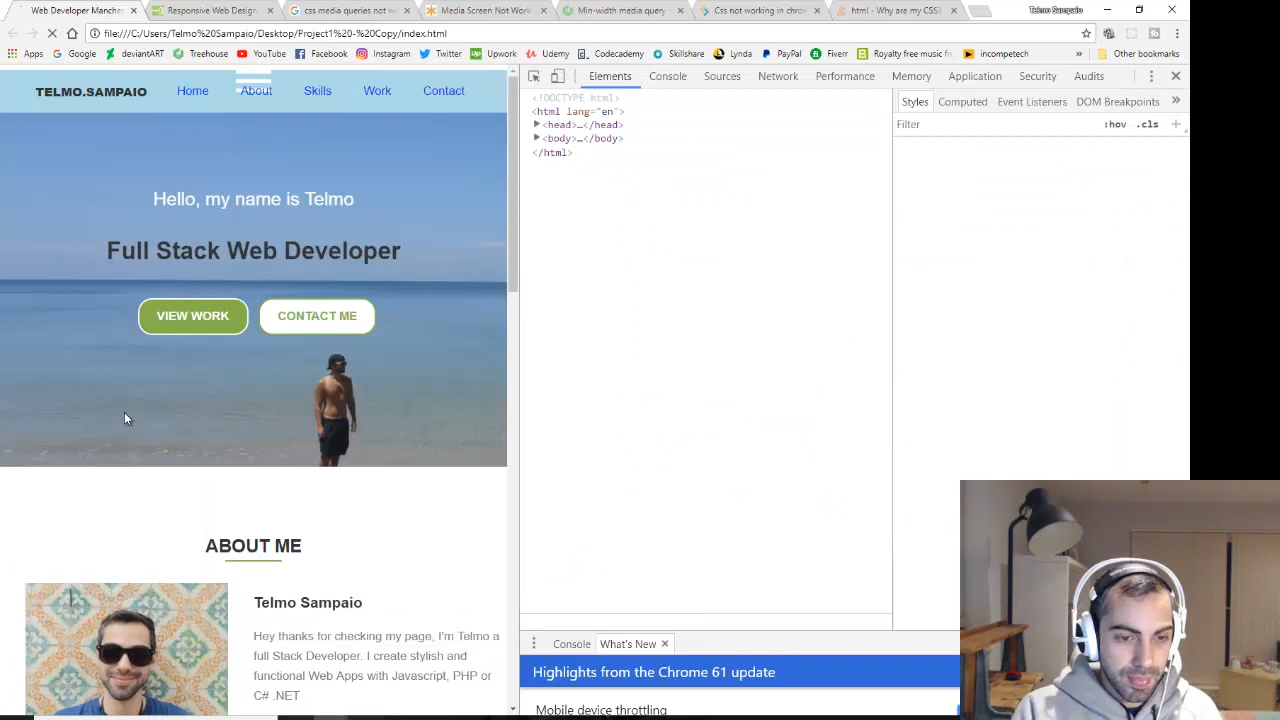 Web Developer Manches
Responsive Web Design
css media queries not w
Media Screen Not Work
Min-width media query
Css not working in chro
html - Why are my CSS
Telmo Sampaio
file:///C:/Users/Telmo%20Sampaio/Desktop/Project1-%20Copy/index.html
Apps Google deviantART Treehouse YouTube Facebook Instagram Twitter Upwork Udemy Codecademy Skillshare Lynda PayPal Fiverr Royalty free music incompetech Other bookmarks
TELMO.SAMPAIO Home About Skills Work Contact
Hello, my name is Telmo
Full Stack Web Developer
VIEW WORK CONTACT ME
ABOUT ME
Telmo Sampaio
Hey thanks for checking my page, I'm Telmo a
full Stack Developer. I create stylish and
functional Web Apps with Javascript, PHP or
C# .NET
Elements Console Sources Network Performance Memory Application Security Audits
<!DOCTYPE html>
<html lang="en">
<head>…</head>
<body>…</body>
</html>
Styles Computed Event Listeners DOM Breakpoints »
Filter :hov .cls +
Console What's New ×
Highlights from the Chrome 61 update
Mobile device throttling